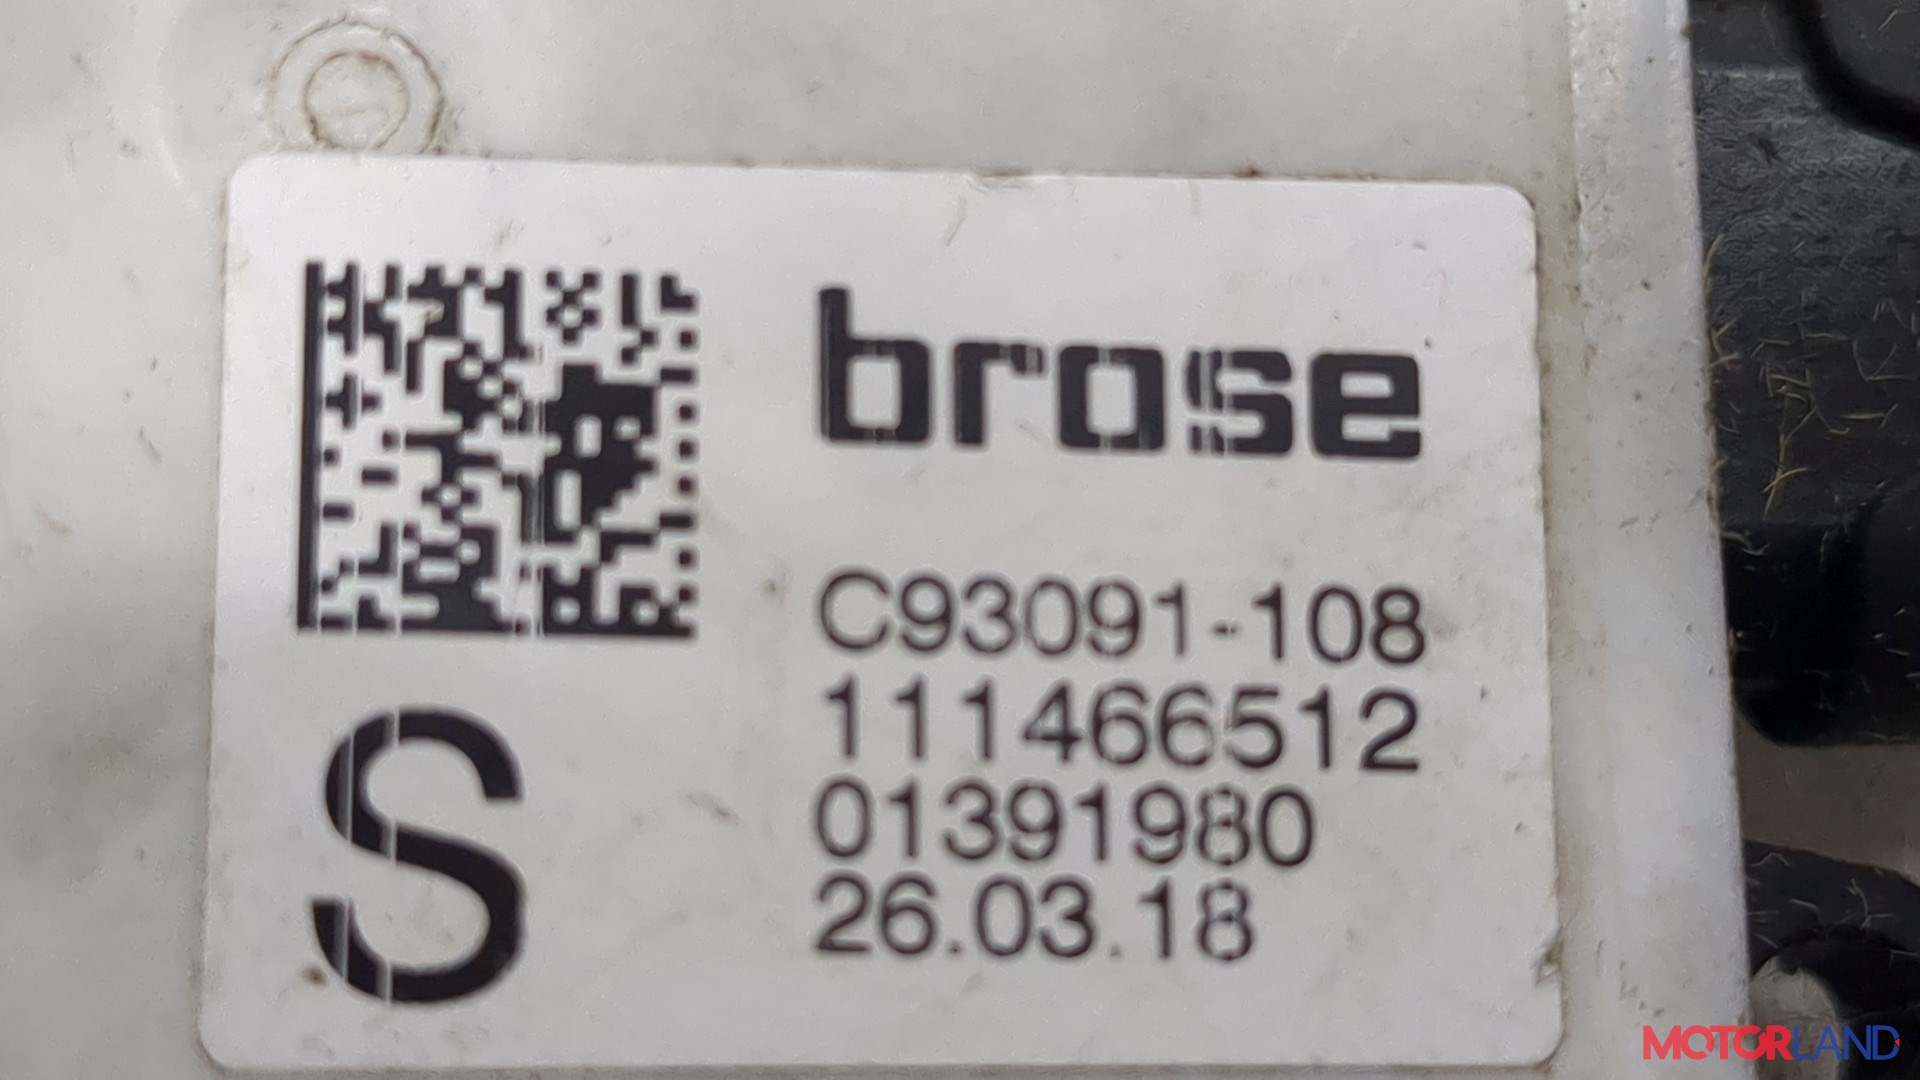 brose
C93091-108
111466512
01391980
26.03.18
S
MOTORLAND